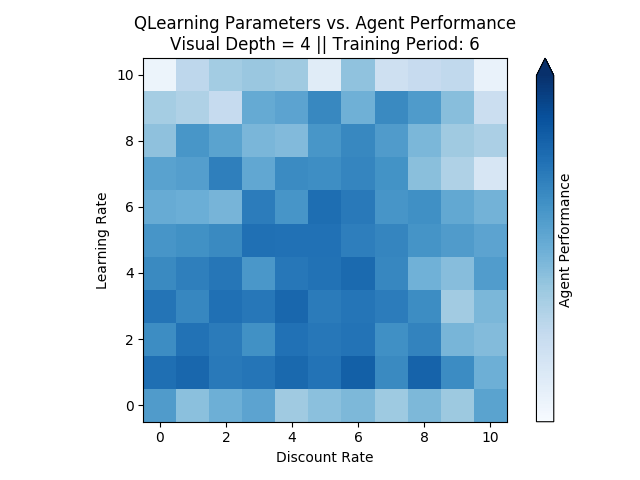 QLearning Parameters vs. Agent Performance
Visual Depth = 4 || Training Period: 6
10
8
6
4
2
0
Learning Rate
0 2 4 6 8 10
Discount Rate
Agent Performance